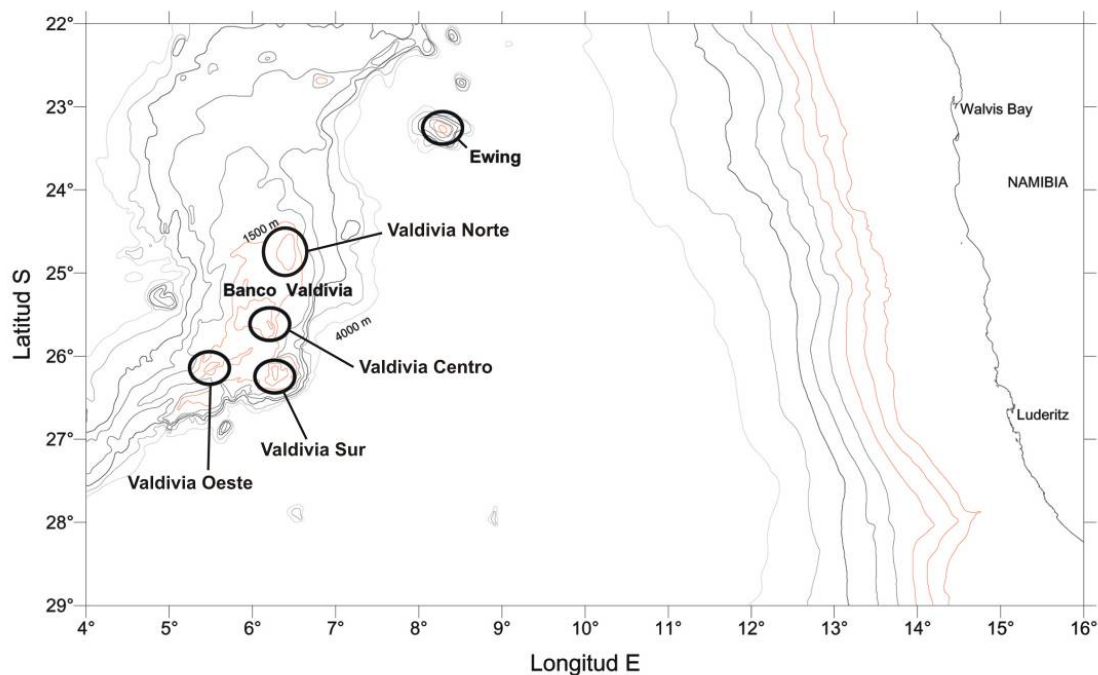 22°
23°
24°
25°
26°
27°
28°
29°
Latitud S
Walvis Bay
NAMIBIA
Ewing
1500 m
Valdivia Norte
Banco Valdivia
4000 m
Valdivia Centro
Luderitz
Valdivia Sur
Valdivia Oeste
4° 5° 6° 7° 8° 9° 10° 11° 12° 13° 14° 15° 16°
Longitud E